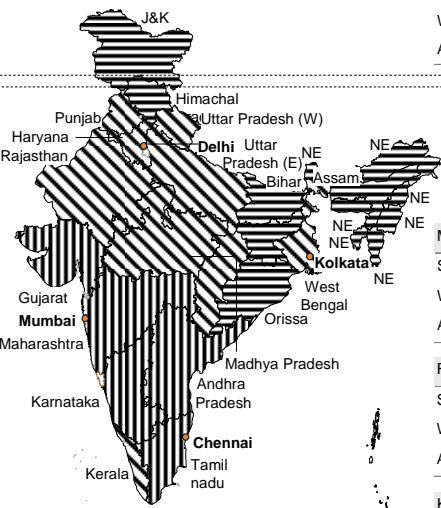 J&K
Himachal
Punjab
Uttar Pradesh (W)
Haryana
Delhi
Rajasthan
Uttar
Pradesh (E)
NE
NE
Bihar
Assam
NE
NE
NE
NE
NE
Kolkata
West
Bengal
Orissa
Gujarat
Mumbai
Maharashtra
Madhya Pradesh
Andhra
Pradesh
Karnataka
Chennai
Kerala
Tamil
nadu